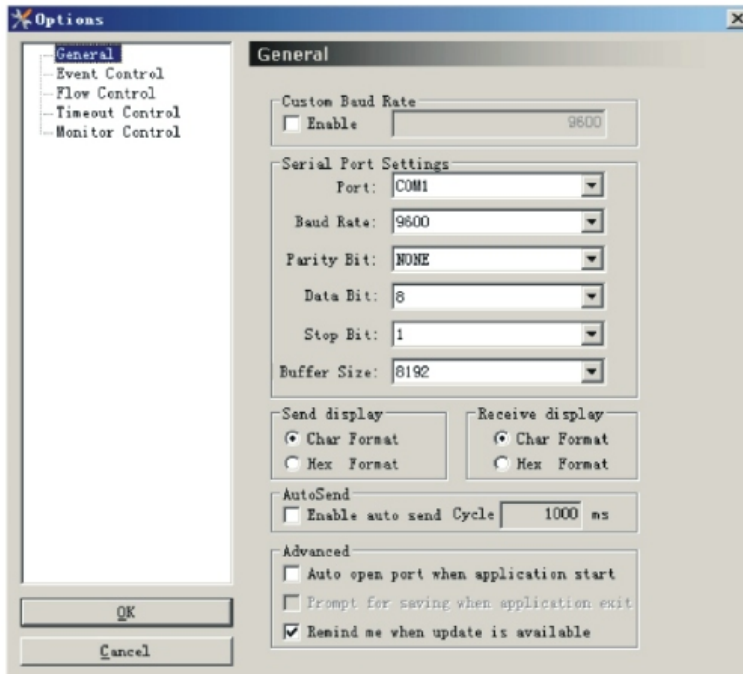 Options
General
Event Control
Flow Control
Timeout Control
Monitor Control
OK
Cancel
General
Custom Baud Rate
Enable 9600
Serial Port Settings
Port: COM1
Baud Rate: 9600
Parity Bit: NONE
Data Bit: 8
Stop Bit: 1
Buffer Size: 8192
Send display
Char Format
Hex Format
Receive display
Char Format
Hex Format
AutoSend
Enable auto send Cycle 1000 ms
Advanced
Auto open port when application start
Prompt for saving when application exit
Remind me when update is available